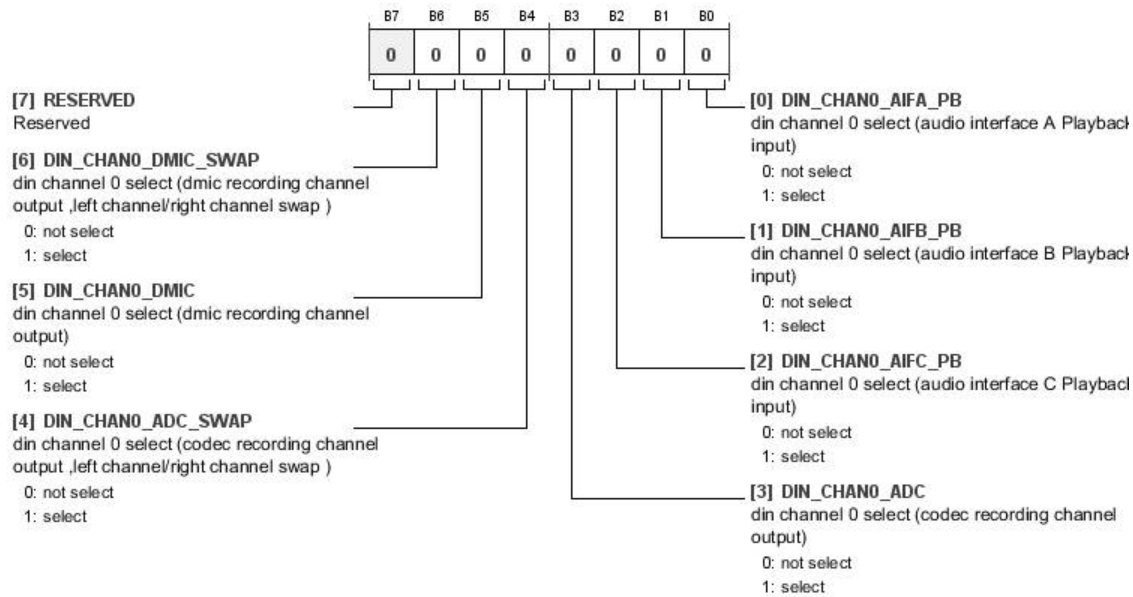 B7 B6 B5 B4 B3 B2 B1 B0
0 0 0 0 0 0 0 0
[7] RESERVED
Reserved
[6] DIN_CHAN0_DMIC_SWAP
din channel 0 select (dmic recording channel
output ,left channel/right channel swap )
0: not select
1: select
[5] DIN_CHAN0_DMIC
din channel 0 select (dmic recording channel
output)
0: not select
1: select
[4] DIN_CHAN0_ADC_SWAP
din channel 0 select (codec recording channel
output ,left channel/right channel swap )
0: not select
1: select
[0] DIN_CHAN0_AIFA_PB
din channel 0 select (audio interface A Playback
input)
0: not select
1: select
[1] DIN_CHAN0_AIFB_PB
din channel 0 select (audio interface B Playback
input)
0: not select
1: select
[2] DIN_CHAN0_AIFC_PB
din channel 0 select (audio interface C Playback
input)
0: not select
1: select
[3] DIN_CHAN0_ADC
din channel 0 select (codec recording channel
output)
0: not select
1: select